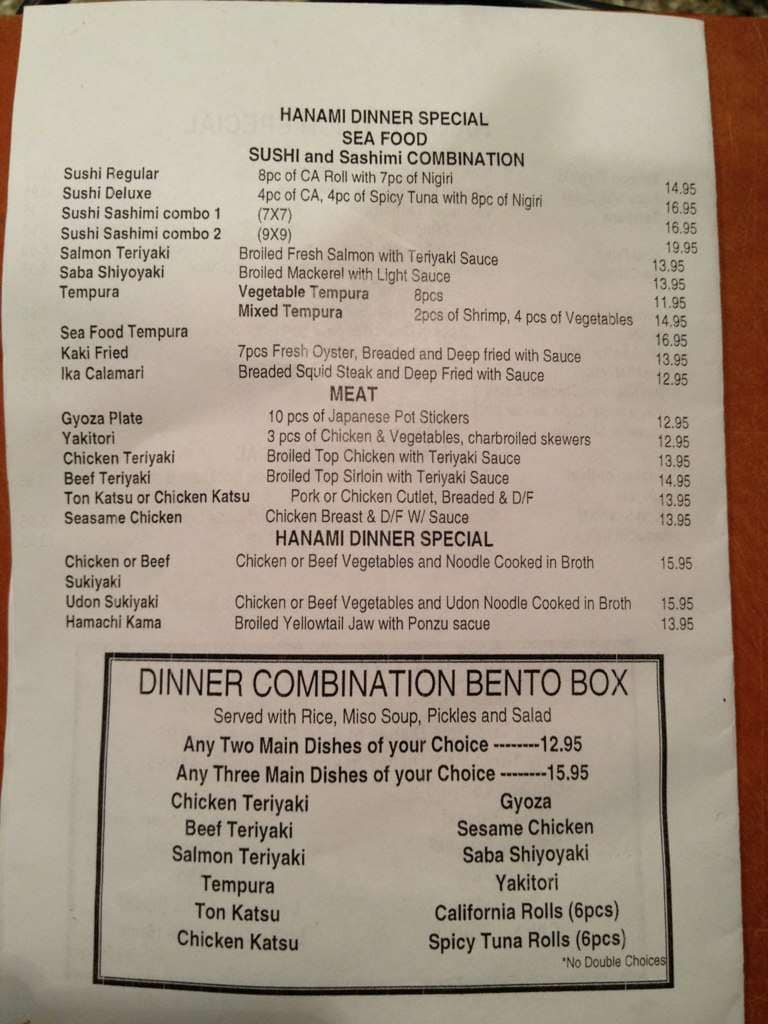 HANAMI DINNER SPECIAL
SEA FOOD
SUSHI and Sashimi COMBINATION
Sushi Regular 8pc of CA Roll with 7pc of Nigiri 14.95
Sushi Deluxe 4pc of CA, 4pc of Spicy Tuna with 8pc of Nigiri 16.95
Sushi Sashimi combo 1 (7X7) 16.95
Sushi Sashimi combo 2 (9X9) 19.95
Salmon Teriyaki Broiled Fresh Salmon with Teriyaki Sauce 13.95
Saba Shiyoyaki Broiled Mackerel with Light Sauce 13.95
Tempura Vegetable Tempura 8pcs 11.95
Mixed Tempura 2pcs of Shrimp, 4 pcs of Vegetables 14.95
Sea Food Tempura 16.95
Kaki Fried 7pcs Fresh Oyster, Breaded and Deep fried with Sauce 13.95
Ika Calamari Breaded Squid Steak and Deep Fried with Sauce 12.95
MEAT
Gyoza Plate 10 pcs of Japanese Pot Stickers 12.95
Yakitori 3 pcs of Chicken & Vegetables, charbroiled skewers 12.95
Chicken Teriyaki Broiled Top Chicken with Teriyaki Sauce 13.95
Beef Teriyaki Broiled Top Sirloin with Teriyaki Sauce 14.95
Ton Katsu or Chicken Katsu Pork or Chicken Cutlet, Breaded & D/F 13.95
Seasame Chicken Chicken Breast & D/F W/ Sauce 13.95
HANAMI DINNER SPECIAL
Chicken or Beef Chicken or Beef Vegetables and Noodle Cooked in Broth 15.95
Sukiyaki
Udon Sukiyaki Chicken or Beef Vegetables and Udon Noodle Cooked in Broth 15.95
Hamachi Kama Broiled Yellowtail Jaw with Ponzu sacue 13.95
DINNER COMBINATION BENTO BOX
Served with Rice, Miso Soup, Pickles and Salad
Any Two Main Dishes of your Choice --------12.95
Any Three Main Dishes of your Choice --------15.95
Chicken Teriyaki Gyoza
Beef Teriyaki Sesame Chicken
Salmon Teriyaki Saba Shiyoyaki
Tempura Yakitori
Ton Katsu California Rolls (6pcs)
Chicken Katsu Spicy Tuna Rolls (6pcs)
*No Double Choices